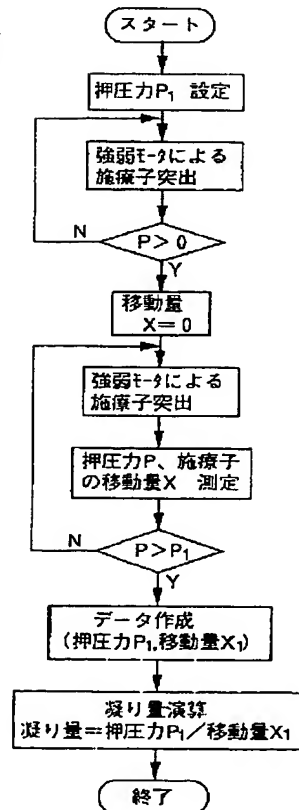 スタート
押圧力P₁ 設定
強弱モータによる
施療子突出
N
P>0
Y
移動量
X=0
強弱モータによる
施療子突出
押圧力P、施療子
の移動量X 測定
N
P>P₁
Y
データ作成
(押圧力P₁,移動量X₁)
凝り量演算
凝り量=押圧力P₁/移動量X₁
終了